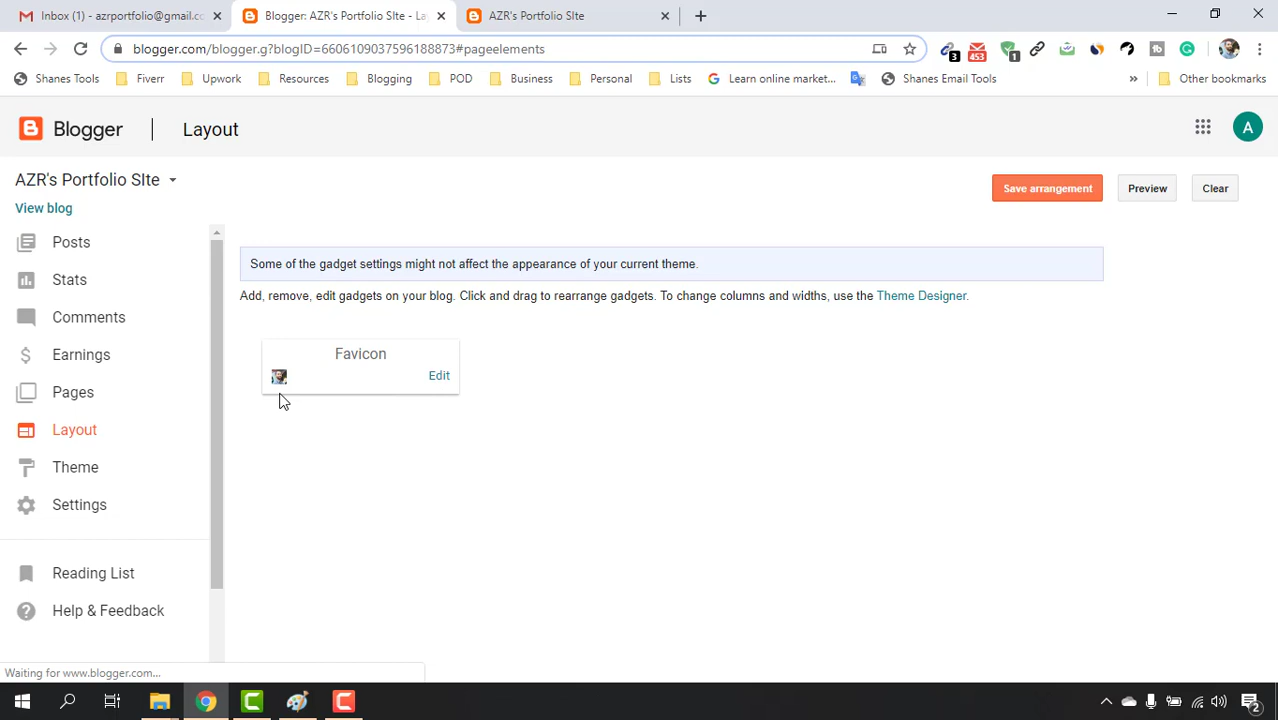 Inbox (1) - azrportfolio@gmail.co
Blogger: AZR's Portfolio SIte - La
AZR's Portfolio SIte
blogger.com/blogger.g?blogID=6606109037596188873#pageelements
3
453
1
Shanes Tools
Fiverr
Upwork
Resources
Blogging
POD
Business
Personal
Lists
Learn online market...
Shanes Email Tools
»
Other bookmarks
Blogger
Layout
A
AZR's Portfolio SIte
View blog
Save arrangement
Preview
Clear
Posts
Stats
Comments
Earnings
Pages
Layout
Theme
Settings
Reading List
Help & Feedback
Some of the gadget settings might not affect the appearance of your current theme.
Add, remove, edit gadgets on your blog. Click and drag to rearrange gadgets. To change columns and widths, use the Theme Designer.
Favicon
Edit
Waiting for www.blogger.com...
2